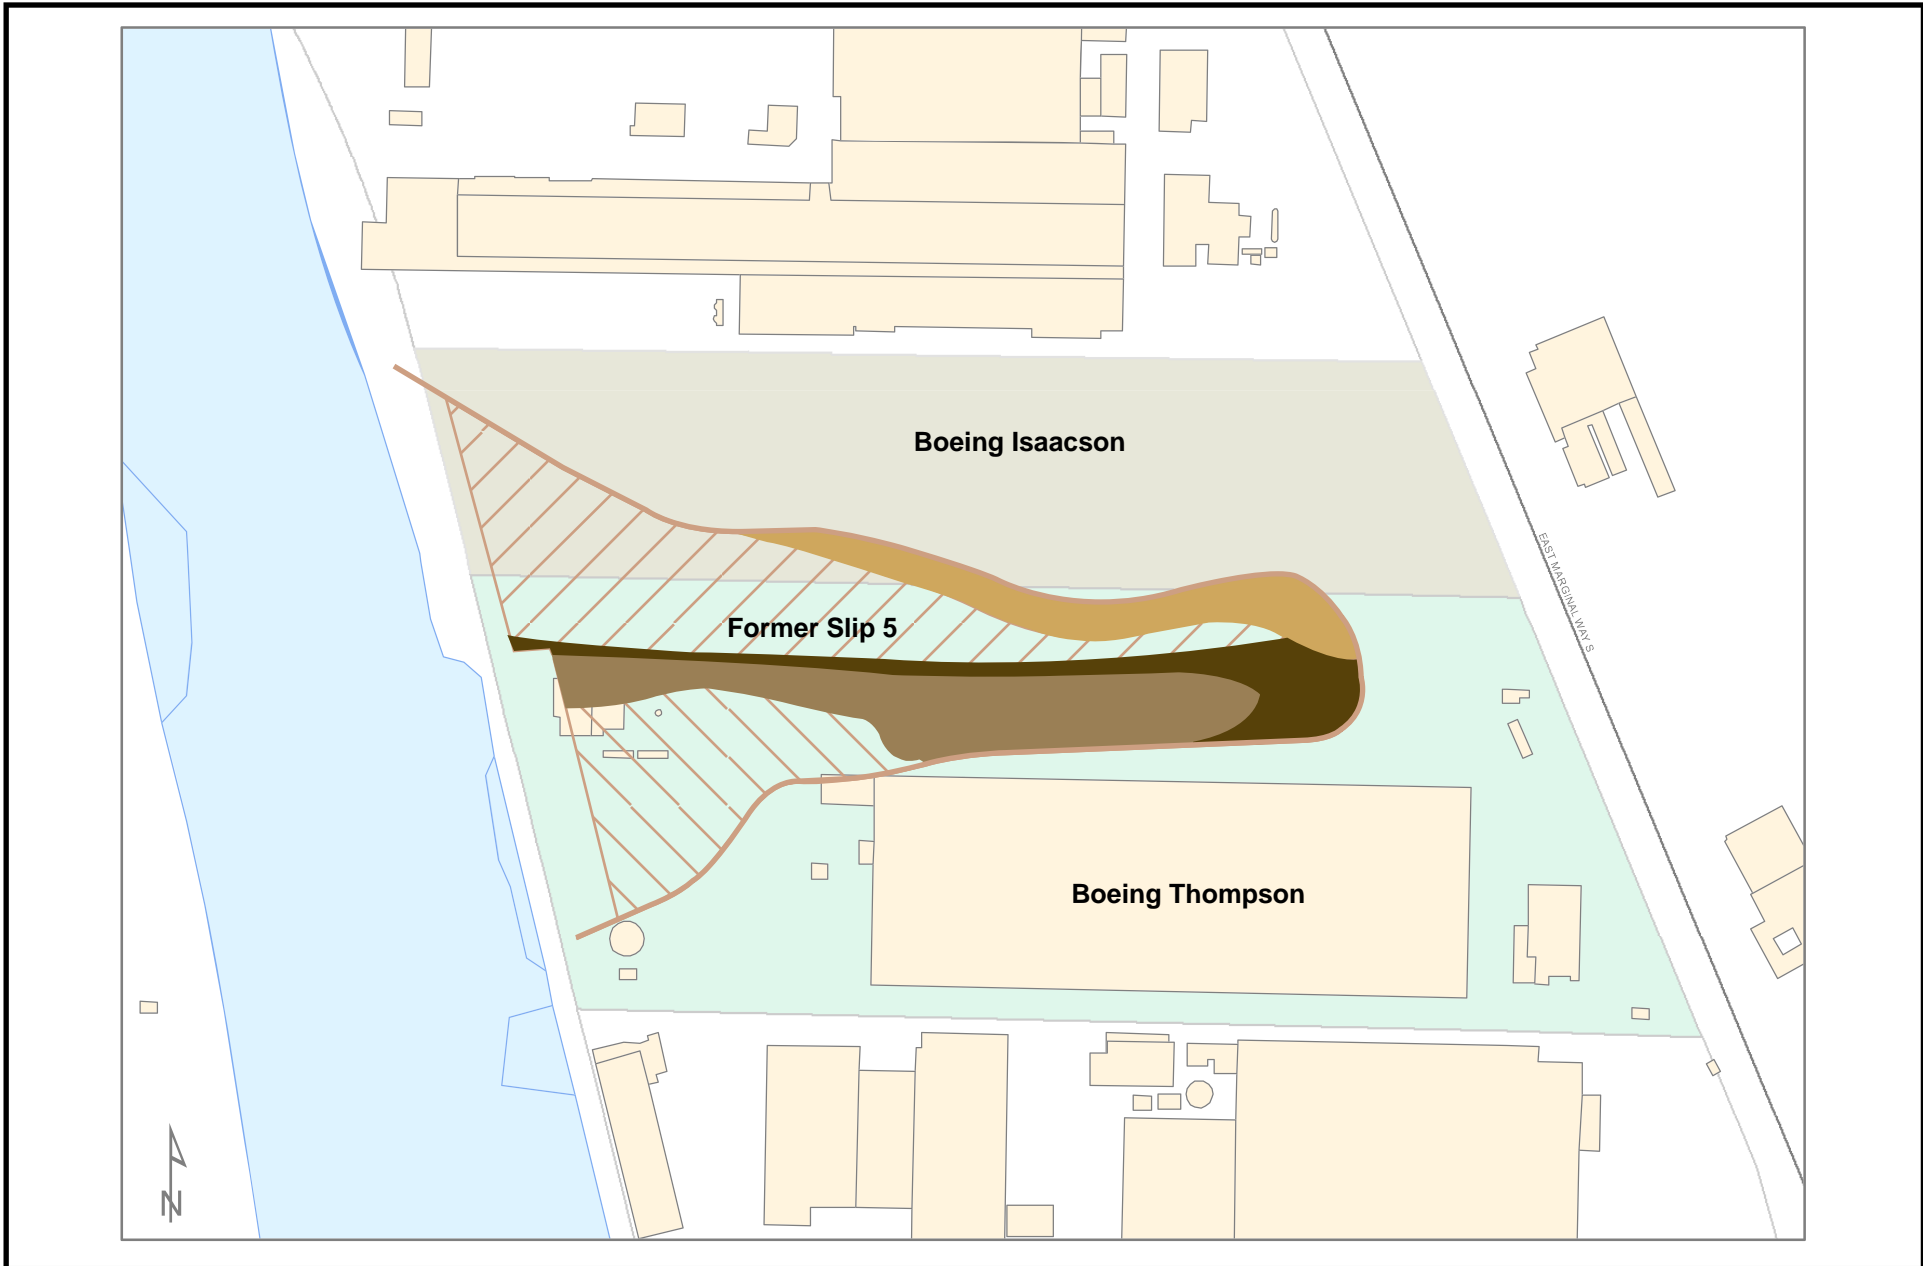 Boeing Isaacson
EAST MARGINAL WAY S
Former Slip 5
Boeing Thompson
N